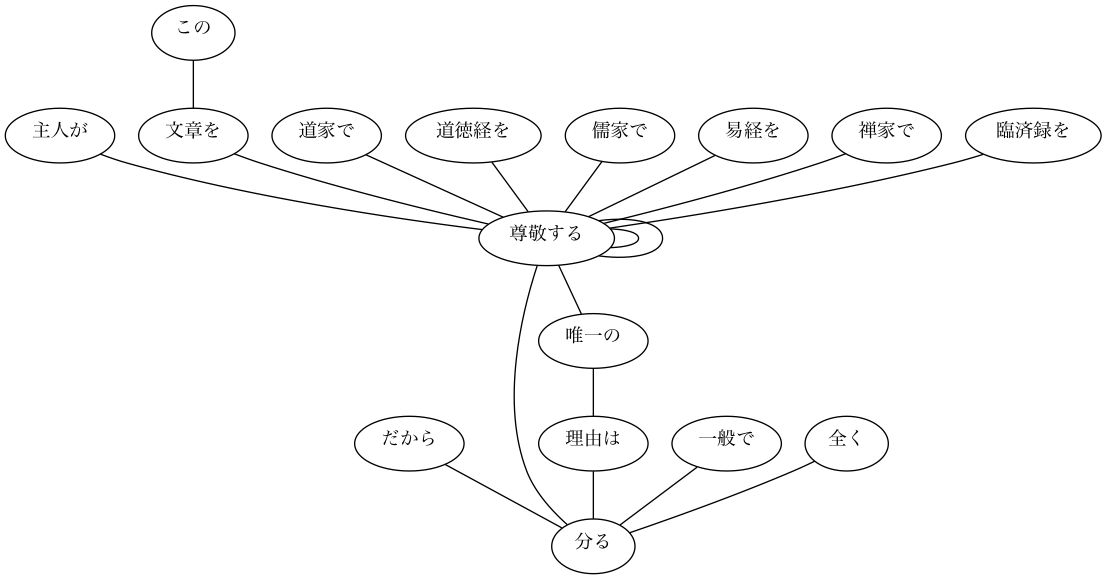 この
主人が
文章を
道家で
道徳経を
儒家で
易経を
禅家で
臨済録を
尊敬する
唯一の
だから
理由は
一般で
全く
分る